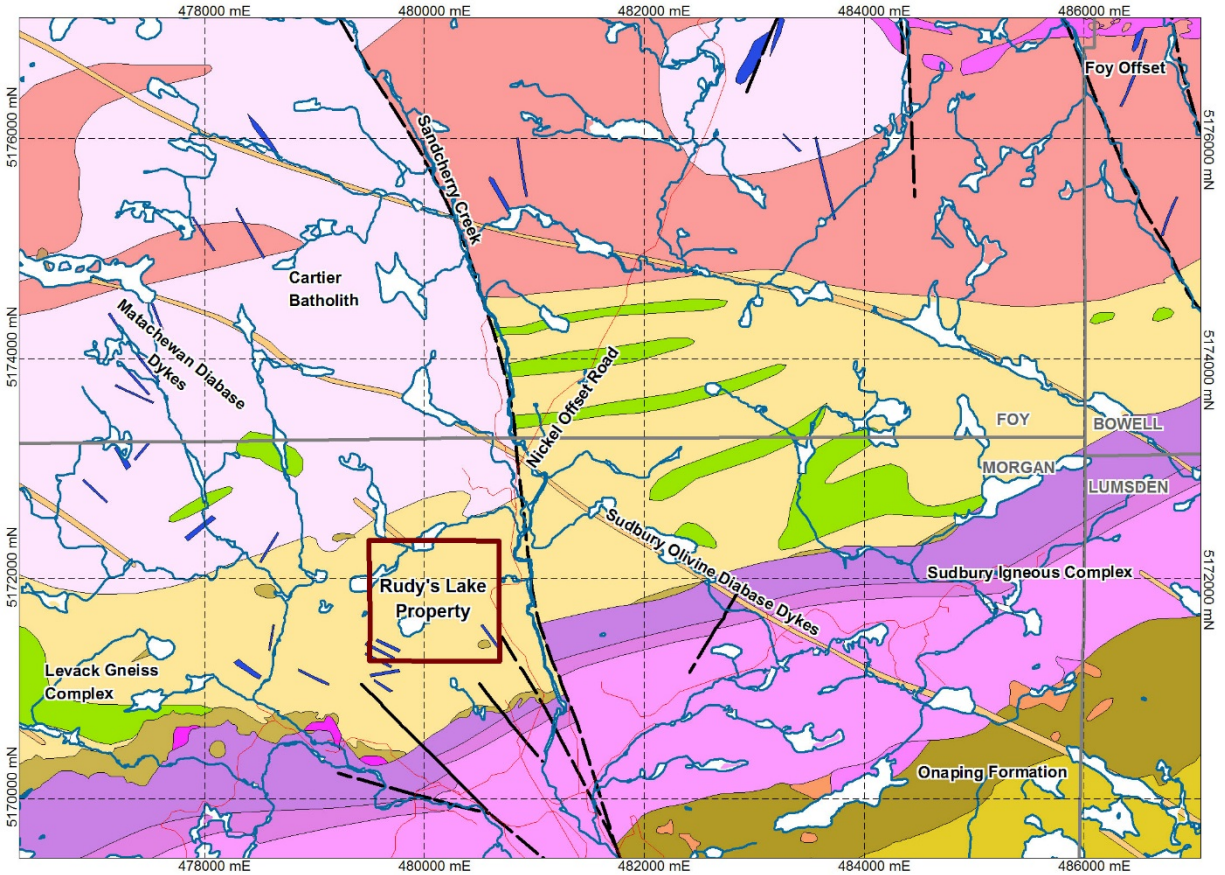 478000 mE
480000 mE
482000 mE
484000 mE
486000 mE
5176000 mN
5176000 mN
Foy Offset
Sandcherry Creek
Cartier
Batholith
Matachewan Diabase
Dykes
5174000 mN
5174000 mN
Nickel Offset Road
FOY
BOWELL
MORGAN
LUMSDEN
Sudbury Olivine Diabase Dykes
5172000 mN
5172000 mN
Rudy's Lake
Property
Sudbury Igneous Complex
Levack Gneiss
Complex
Onaping Formation
5170000 mN
5170000 mN
478000 mE
480000 mE
482000 mE
484000 mE
486000 mE